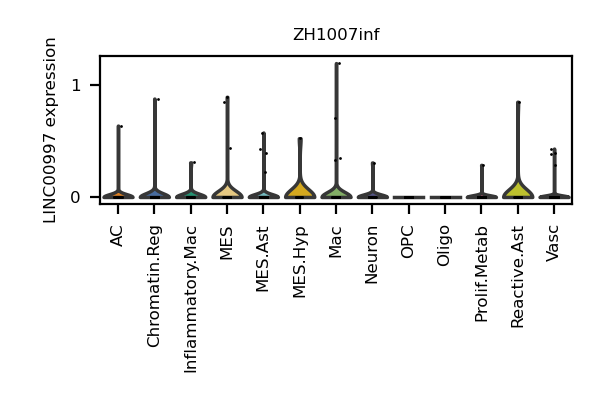 ZH1007inf
LINC00997 expression
1
0
AC
Chromatin.Reg
Inflammatory.Mac
MES
MES.Ast
MES.Hyp
Mac
Neuron
OPC
Oligo
Prolif.Metab
Reactive.Ast
Vasc